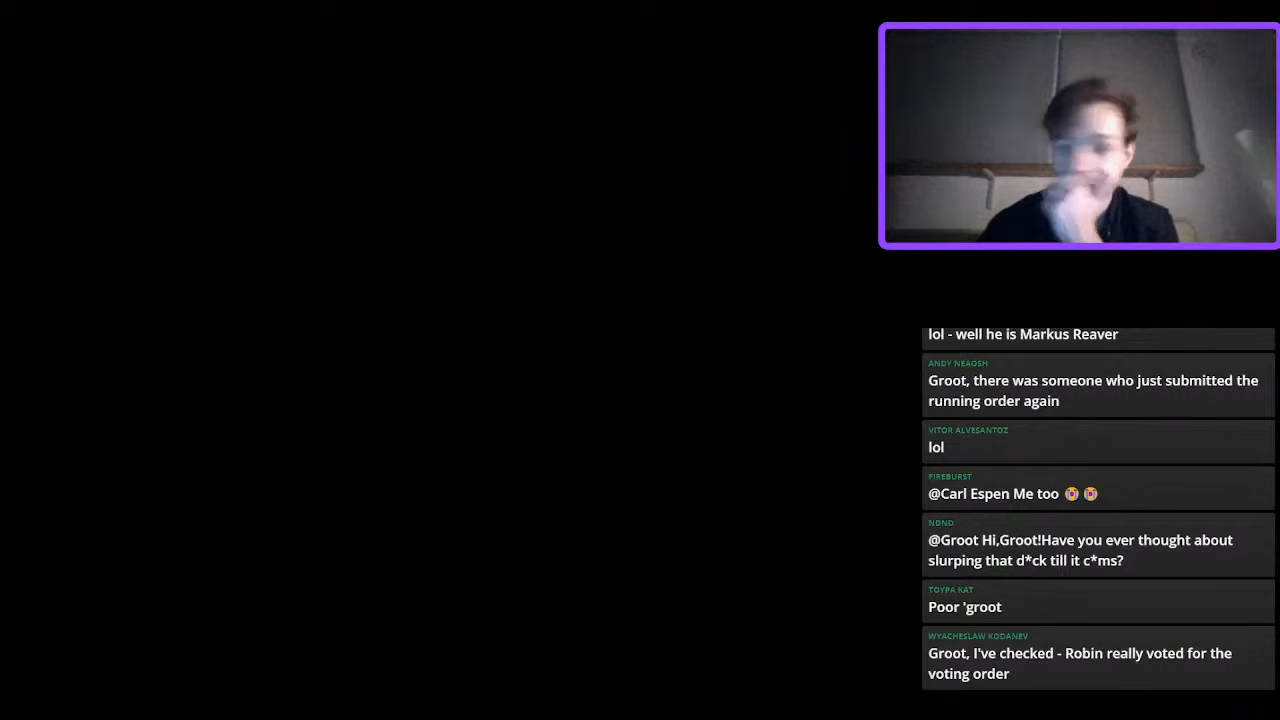 lol - well he is Markus Reaver
ANDY NEAOSH
Groot, there was someone who just submitted the
running order again
VITOR ALVESANTOZ
lol
FIREBURST
@Carl Espen Me too 😭😭
NDND
@Groot Hi,Groot!Have you ever thought about
slurping that d*ck till it c*ms?
TOYPA KAT
Poor 'groot
WYACHESLAW KODANEV
Groot, I've checked - Robin really voted for the
voting order